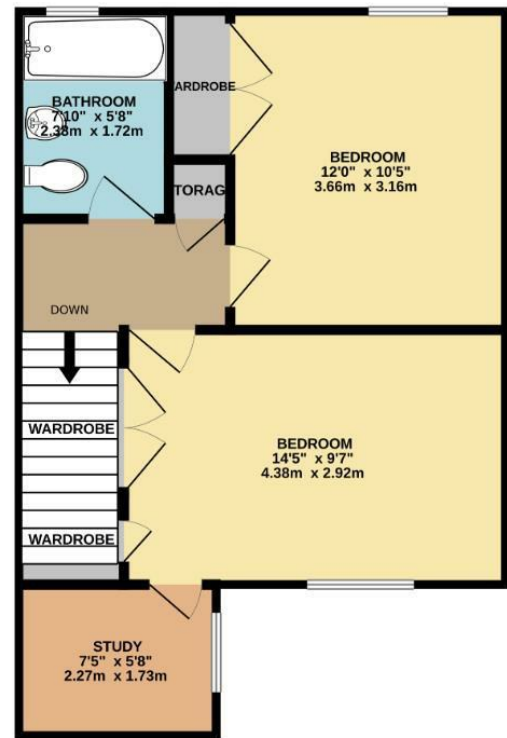 BATHROOM
7'10" x 5'8"
2.38m x 1.72m
ARDROBE
BEDROOM
12'0" x 10'5"
3.66m x 3.16m
TORAG
DOWN
WARDROBE
BEDROOM
14'5" x 9'7"
4.38m x 2.92m
WARDROBE
STUDY
7'5" x 5'8"
2.27m x 1.73m